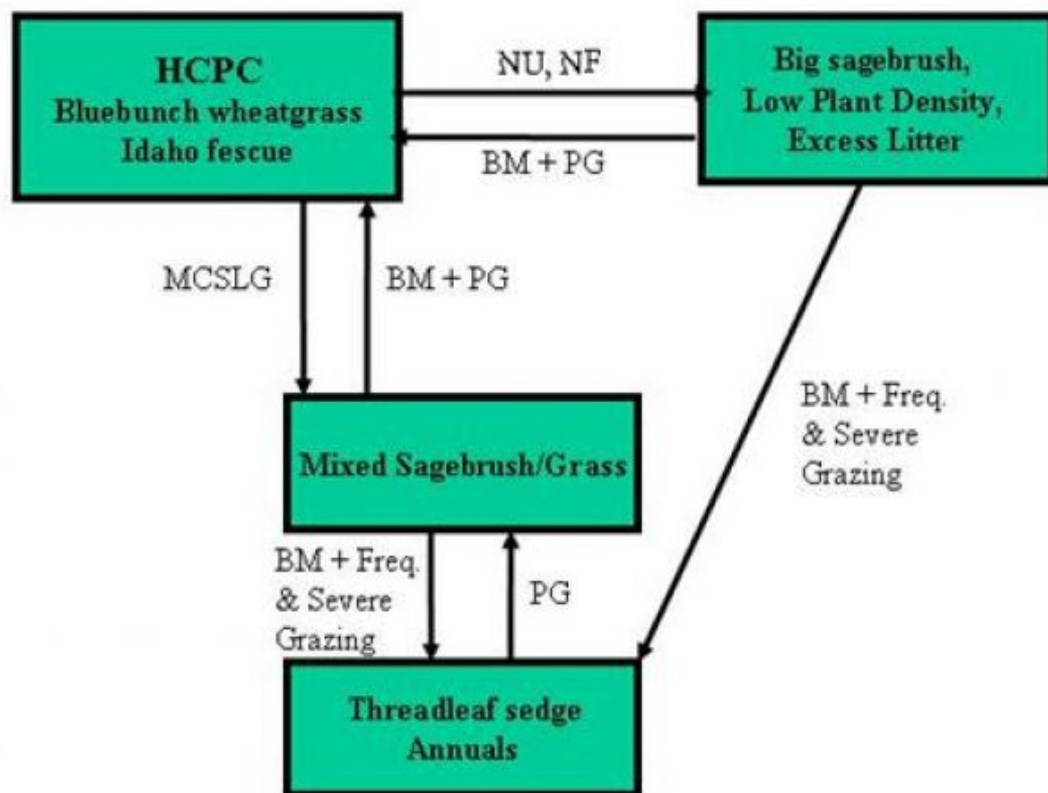 HCPC
Bluebunch wheatgrass
Idaho fescue
NU, NF
BM + PG
Big sagebrush,
Low Plant Density,
Excess Litter
MCSLG
BM + PG
BM + Freq.
& Severe
Grazing
Mixed Sagebrush/Grass
BM + Freq.
& Severe
Grazing
PG
Threadleaf sedge
Annuals